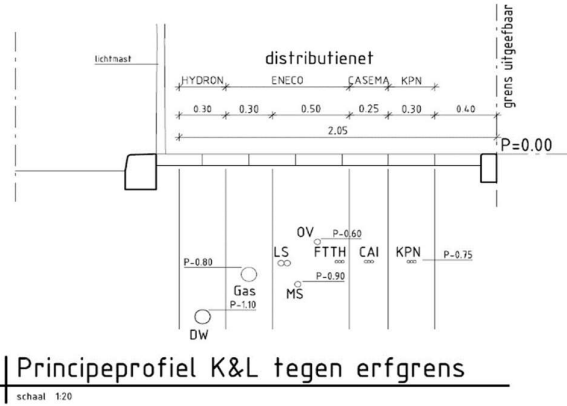 distributienet
lichtmast
grens uitgeefbaar
HYDRON ENECO CASEMA KPN
0.30 0.30 0.50 0.25 0.30 0.40
2.05
P=0.00
OV P-0.60
LS FTTH CAI KPN P-0.75
P-0.80
P-0.90
Gas MS
P-1.10
DW
Principeprofiel K&L tegen erfgrens
schaal 1:20